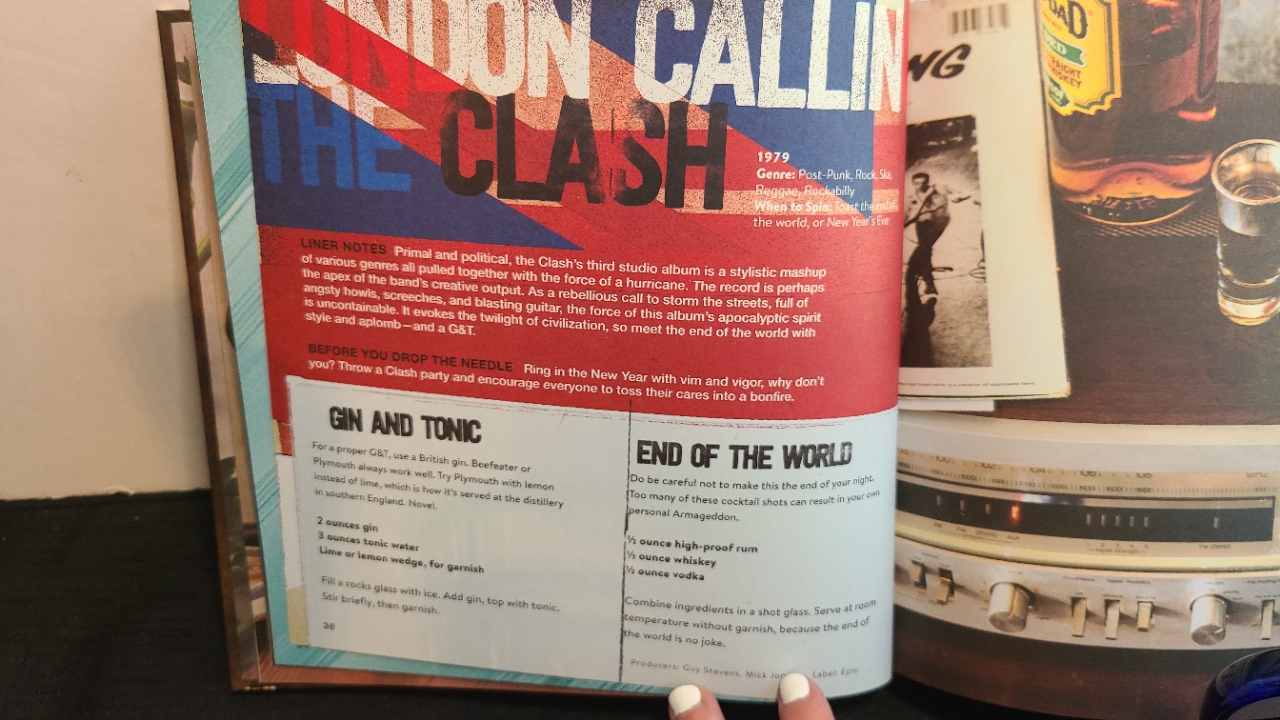 LONDON CALLIN
THE CLASH
1979
Genre: Post-Punk, Rock, Ska,
Reggae, Rockabilly
When to Spin: Toast the end of
the world, or New Year's Eve
LINER NOTES Primal and political, the Clash's third studio album is a stylistic mashup
of various genres all pulled together with the force of a hurricane. The record is perhaps
the apex of the band's creative output. As a rebellious call to storm the streets, full of
angsty howls, screeches, and blasting guitar, the force of this album's apocalyptic spirit
is uncontainable. It evokes the twilight of civilization, so meet the end of the world with
style and aplomb—and a G&T.
BEFORE YOU DROP THE NEEDLE Ring in the New Year with vim and vigor, why don't
you? Throw a Clash party and encourage everyone to toss their cares into a bonfire.
GIN AND TONIC
For a proper G&T, use a British gin. Beefeater or
Plymouth always work well. Try Plymouth with lemon
instead of lime, which is how it's served at the distillery
in southern England. Novel.
2 ounces gin
3 ounces tonic water
Lime or lemon wedge, for garnish
Fill a rocks glass with ice. Add gin, top with tonic.
Stir briefly, then garnish.
36
END OF THE WORLD
Do be careful not to make this the end of your night.
Too many of these cocktail shots can result in your own
personal Armageddon.
½ ounce high-proof rum
½ ounce whiskey
½ ounce vodka
Combine ingredients in a shot glass. Serve at room
temperature without garnish, because the end of
the world is no joke.
Producers: Guy Stevens, Mick Label: Epic
NG
DAD